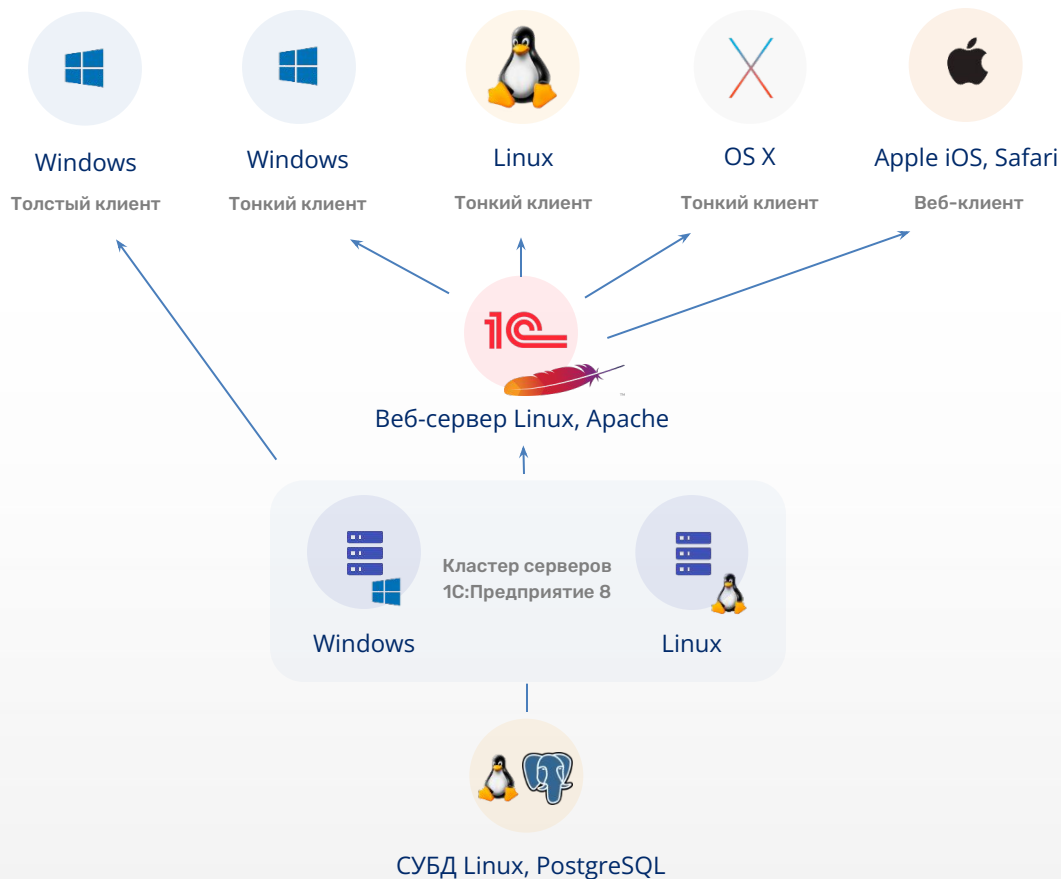 Windows
Windows
Linux
OS X
Apple iOS, Safari
Толстый клиент
Тонкий клиент
Тонкий клиент
Тонкий клиент
Веб-клиент
1С
Веб-сервер Linux, Apache
Кластер серверов
1С:Предприятие 8
Windows
Linux
СУБД Linux, PostgreSQL